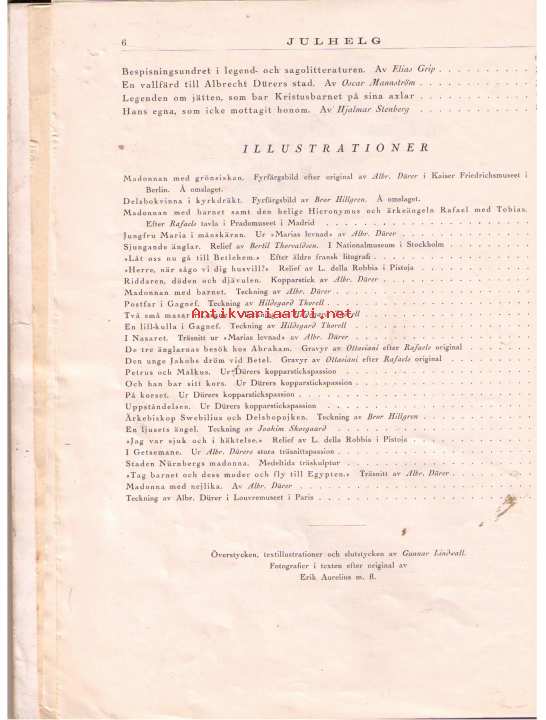 6 JULHELG
Bespisningsundret i legend- och sagolitteraturen. Av Elias Grip
En vallfärd till Albrecht Dürers stad. Av Oscar Mannström
Legenden om jätten, som bar Kristusbarnet på sina axlar
Hans egna, som icke mottagit honom. Av Hjalmar Stenberg
ILLUSTRATIONER
Madonnan med grönsiskan. Fyrfärgsbild efter original av Albr. Dürer i Kaiser Friedrichsmuseet i
Berlin. Å omslaget.
Delsbokvinna i kyrkdräkt. Fyrfärgsbild av Bror Hillgren. Å omslaget.
Madonnan med barnet samt den helige Hieronymus och ärkeängeln Rafael med Tobias.
Efter Rafaels tavla i Pradomuseet i Madrid
Jungfru Maria i månskäran. Ur »Marias levnad» av Albr. Dürer
Sjungande änglar. Relief av Bertil Thorvaldsen. I Nationalmuseum i Stockholm
»Låt oss nu gå till Betlehem.» Efter äldre fransk litografi
»Herre, när sågo vi dig husvill?» Relief av L. della Robbia i Pistoja
Riddaren, döden och djävulen. Kopparstick av Albr. Dürer
Madonnan med barnet. Teckning av Albr. Dürer
Postfar i Gagnef. Teckning av Hildegard Thorell
Två små masar
Antikvariaatti.net
En lill-kulla i Gagnef. Teckning av Hildegard Thorell
I Nasaret. Träsnitt ur »Marias levnad» av Albr. Dürer
De tre änglarnas besök hos Abraham. Gravyr av Ottaviani efter Rafaels original
Den unge Jakobs dröm vid Betel. Gravyr av Ottaviani efter Rafaels original
Petrus och Malkus. Ur Dürers kopparstickspassion
Och han bar sitt kors. Ur Dürers kopparstickspassion
På korset. Ur Dürers kopparstickspassion
Uppståndelsen. Ur Dürers kopparstickspassion
Ärkebiskop Swebilius och Delsbopojken. Teckning av Bror Hillgren
En ljusets ängel. Teckning av Joakim Skovgaard
»Jag var sjuk och i häktelse.» Relief av L. della Robbia i Pistoja
I Getsemane. Ur Albr. Dürers stora träsnittspassion
Staden Nürnbergs madonna. Medeltida träskulptur
»Tag barnet och dess moder och fly till Egypten.» Träsnitt av Albr. Dürer
Madonna med nejlika. Av Albr. Dürer
Teckning av Albr. Dürer i Louvremuseet i Paris
Överstycken, textillustrationer och slutstycken av Gunnar Lindvall.
Fotografier i texten efter original av
Erik Aurelius m. fl.